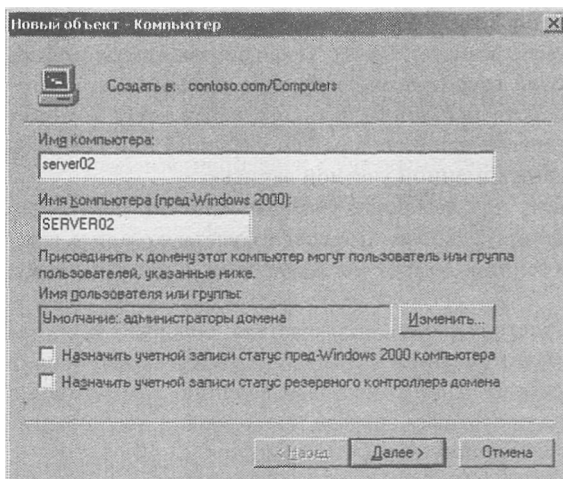 Новый объект - Компьютер
Создать в: contoso.com/Computers
Имя компьютера:
server02
Имя компьютера (пред-Windows 2000):
SERVER02
Присоединить к домену этот компьютер могут пользователь или группа
пользователей, указанные ниже.
Имя пользователя или группы:
Умолчание: администраторы домена
Изменить...
Назначить учетной записи статус пред-Windows 2000 компьютера
Назначить учетной записи статус резервного контроллера домена
< Назад
Далее >
Отмена